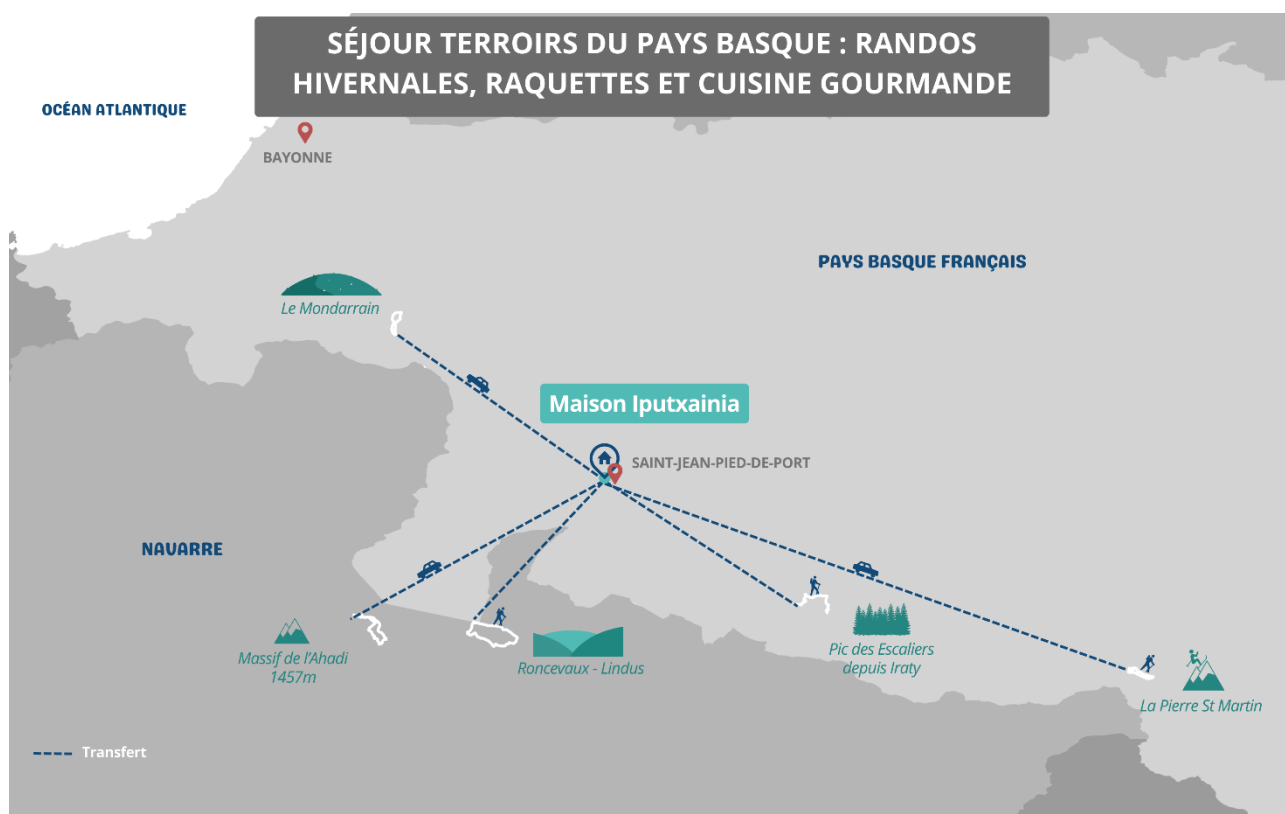 SÉJOUR TERROIRS DU PAYS BASQUE : RANDOS
HIVERNALES, RAQUETTES ET CUISINE GOURMANDE
OCÉAN ATLANTIQUE
BAYONNE
PAYS BASQUE FRANÇAIS
Le Mondarrain
Maison Iputxainia
SAINT-JEAN-PIED-DE-PORT
NAVARRE
Massif de l'Ahadi
1457m
Roncevaux - Lindus
Pic des Escaliers
depuis Iraty
La Pierre St Martin
Transfert